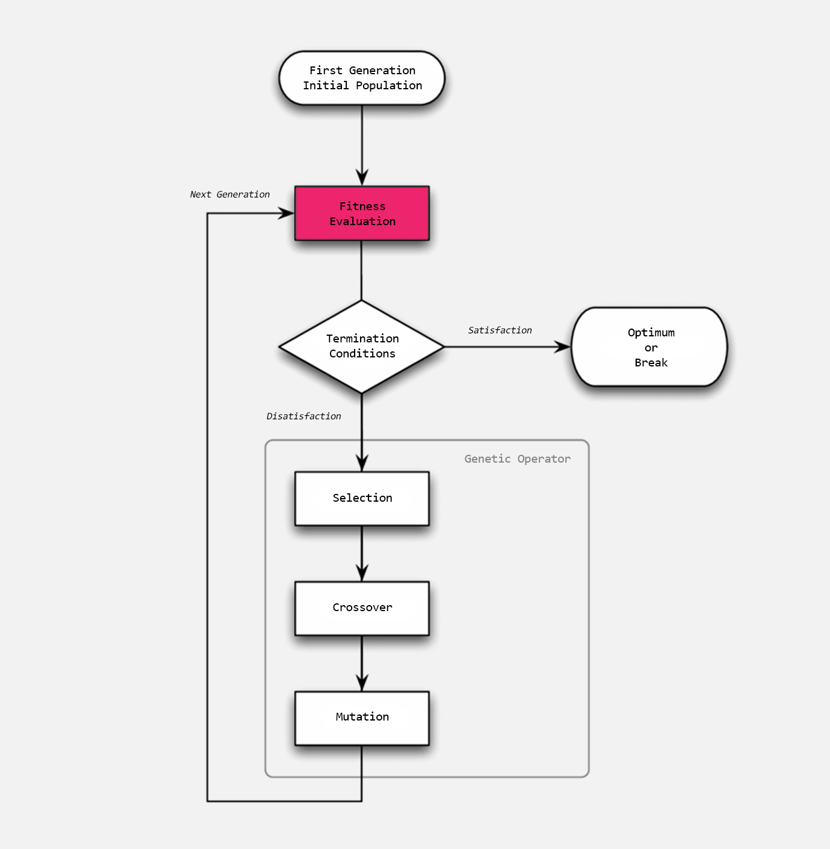 First Generation
Initial Population
Next Generation
Fitness
Evaluation
Termination
Conditions
Satisfaction
Optimum
or
Break
Disatisfaction
Genetic Operator
Selection
Crossover
Mutation